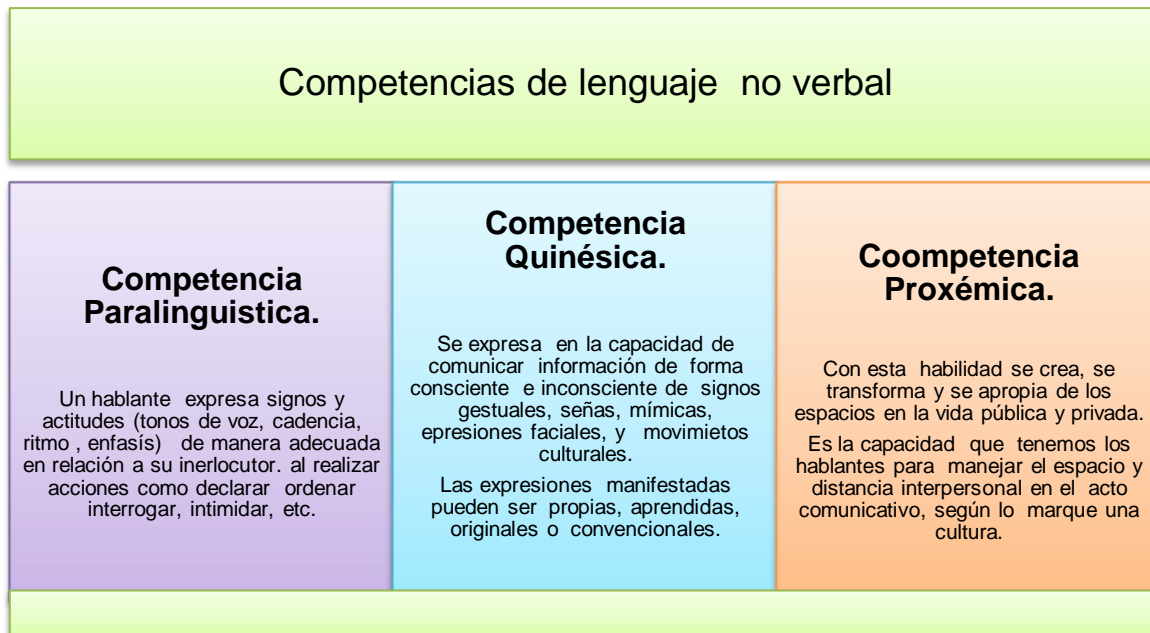 Competencias de lenguaje  no verbal
Competencia
Paralinguistica.
Un hablante  expresa signos y
actitudes (tonos de voz, cadencia,
ritmo , enfasís)   de manera adecuada
en relación a su inerlocutor. al realizar
acciones como declarar  ordenar
interrogar, intimidar, etc.
Competencia
Quinésica.
Se expresa  en la capacidad de
comunicar  información de  forma
consciente  e inconsciente de  signos
gestuales,  señas, mímicas,
epresiones faciales, y   movimietos
culturales.
Las expresiones manifestadas
pueden ser  propias, aprendidas,
originales o  convencionales.
Coompetencia
Proxémica.
Con esta  habilidad se crea, se
transforma y se apropia de los
espacios en la vida pública y privada.
Es la capacidad  que  tenemos los
hablantes para  manejar el espacio y
distancia interpersonal en el  acto
comunicativo, según lo  marque una
cultura.